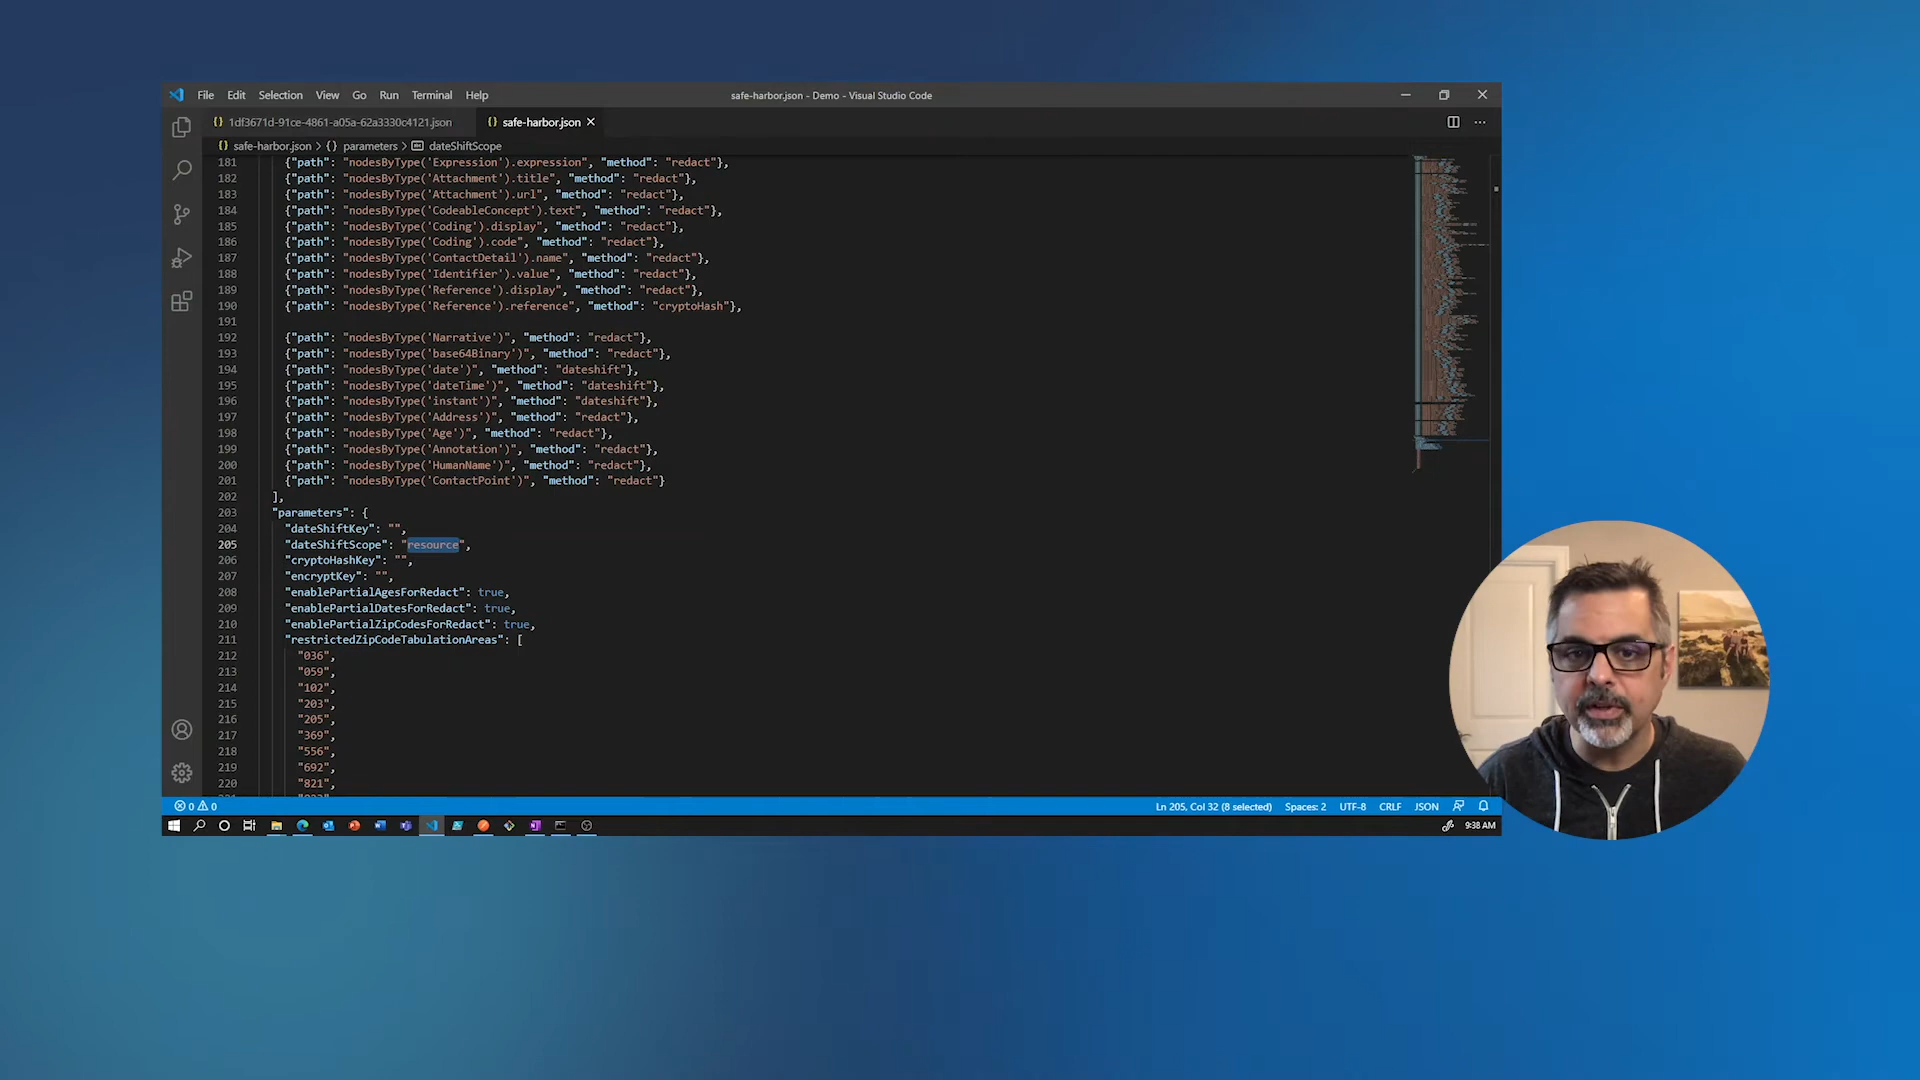 File Edit Selection View Go Run Terminal Help
safe-harbor.json - Demo - Visual Studio Code
{} 1df3671d-91ce-4861-a05a-62a3330c4121.json
{} safe-harbor.json
{} safe-harbor.json > {} parameters > dateShiftScope
181 {"path": "nodesByType('Expression').expression", "method": "redact"},
182 {"path": "nodesByType('Attachment').title", "method": "redact"},
183 {"path": "nodesByType('Attachment').url", "method": "redact"},
184 {"path": "nodesByType('CodeableConcept').text", "method": "redact"},
185 {"path": "nodesByType('Coding').display", "method": "redact"},
186 {"path": "nodesByType('Coding').code", "method": "redact"},
187 {"path": "nodesByType('ContactDetail').name", "method": "redact"},
188 {"path": "nodesByType('Identifier').value", "method": "redact"},
189 {"path": "nodesByType('Reference').display", "method": "redact"},
190 {"path": "nodesByType('Reference').reference", "method": "cryptoHash"},
191
192 {"path": "nodesByType('Narrative')", "method": "redact"},
193 {"path": "nodesByType('base64Binary')", "method": "redact"},
194 {"path": "nodesByType('date')", "method": "dateshift"},
195 {"path": "nodesByType('dateTime')", "method": "dateshift"},
196 {"path": "nodesByType('instant')", "method": "dateshift"},
197 {"path": "nodesByType('Address')", "method": "redact"},
198 {"path": "nodesByType('Age')", "method": "redact"},
199 {"path": "nodesByType('Annotation')", "method": "redact"},
200 {"path": "nodesByType('HumanName')", "method": "redact"},
201 {"path": "nodesByType('ContactPoint')", "method": "redact"}
202 ],
203 "parameters": {
204 "dateShiftKey": "",
205 "dateShiftScope": "resource",
206 "cryptoHashKey": "",
207 "encryptKey": "",
208 "enablePartialAgesForRedact": true,
209 "enablePartialDatesForRedact": true,
210 "enablePartialZipCodesForRedact": true,
211 "restrictedZipCodeTabulationAreas": [
212 "036",
213 "059",
214 "102",
215 "203",
216 "205",
217 "369",
218 "556",
219 "692",
220 "821",
0 0 Ln 205, Col 32 (8 selected) Spaces: 2 UTF-8 CRLF JSON
9:38 AM